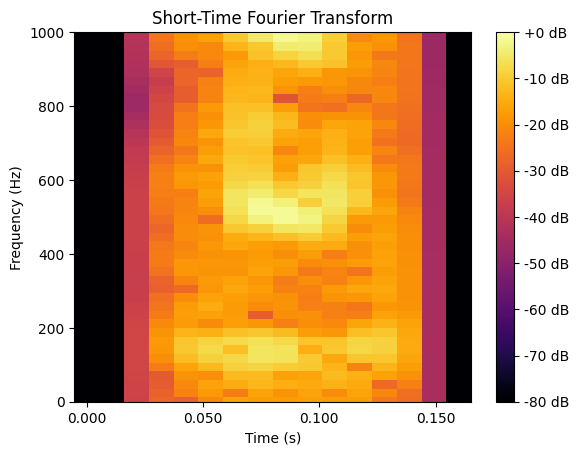 Short-Time Fourier Transform
1000
800
600
400
200
0
Frequency (Hz)
0.000
0.050
0.100
0.150
Time (s)
+0 dB
-10 dB
-20 dB
-30 dB
-40 dB
-50 dB
-60 dB
-70 dB
-80 dB